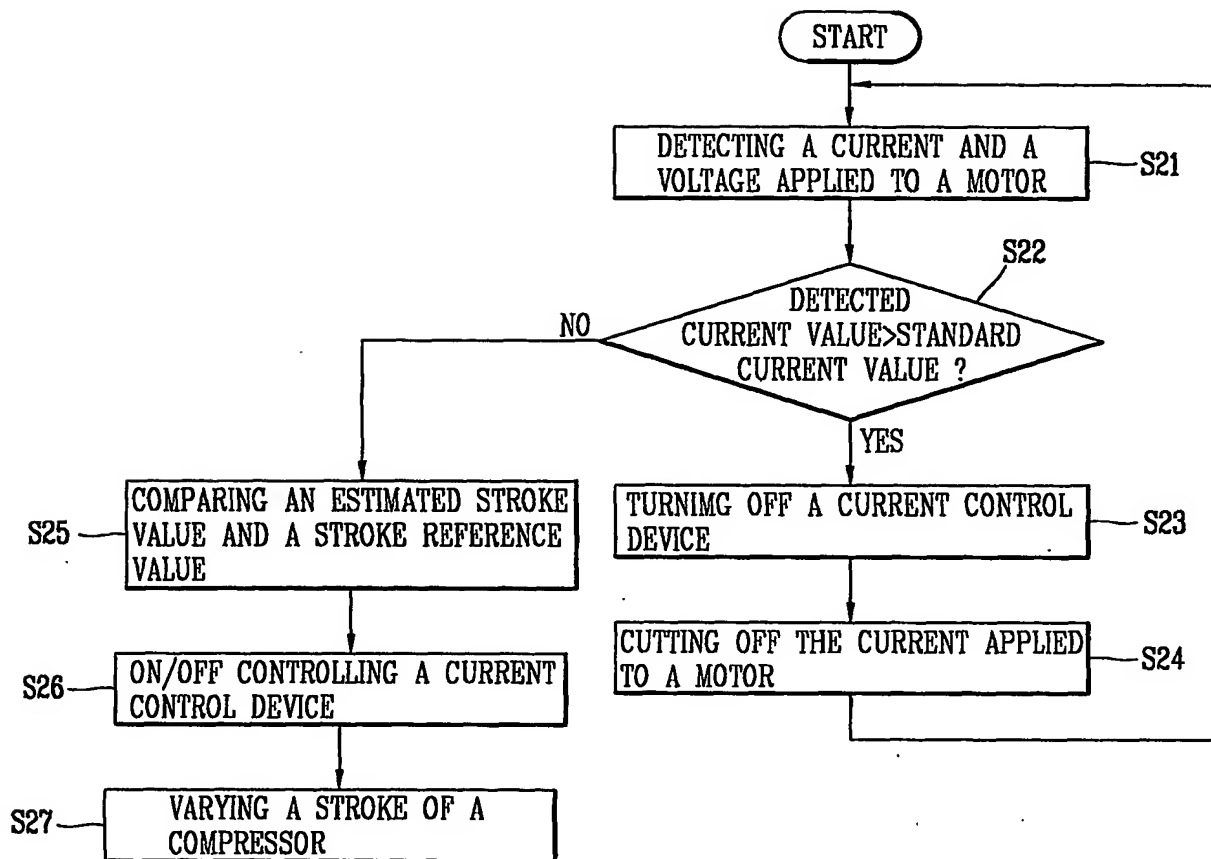 START
DETECTING A CURRENT AND A
VOLTAGE APPLIED TO A MOTOR
S21
S22
DETECTED
CURRENT VALUE>STANDARD
CURRENT VALUE ?
NO
YES
TURNIMG OFF A CURRENT CONTROL
DEVICE
S23
CUTTING OFF THE CURRENT APPLIED
TO A MOTOR
S24
S25
COMPARING AN ESTIMATED STROKE
VALUE AND A STROKE REFERENCE
VALUE
S26
ON/OFF CONTROLLING A CURRENT
CONTROL DEVICE
S27
VARYING A STROKE OF A
COMPRESSOR